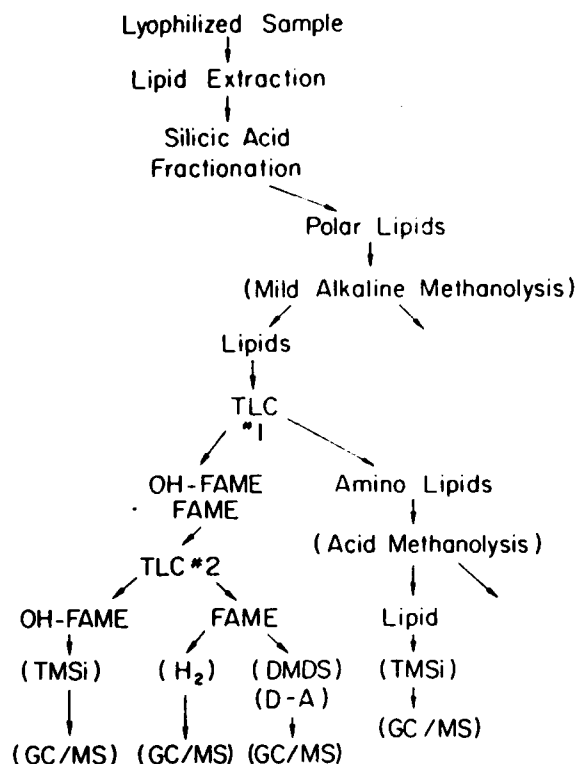 Lyophilized Sample
Lipid Extraction
Silicic Acid
Fractionation
Polar Lipids
(Mild Alkaline Methanolysis)
Lipids
TLC
#1
OH-FAME
FAME
Amino Lipids
(Acid Methanolysis)
TLC #2
OH-FAME
FAME
Lipid
(TMSi)
(H₂)
(DMDS)
(D-A)
(TMSi)
(GC/MS)
(GC/MS)
(GC/MS)
(GC/MS)